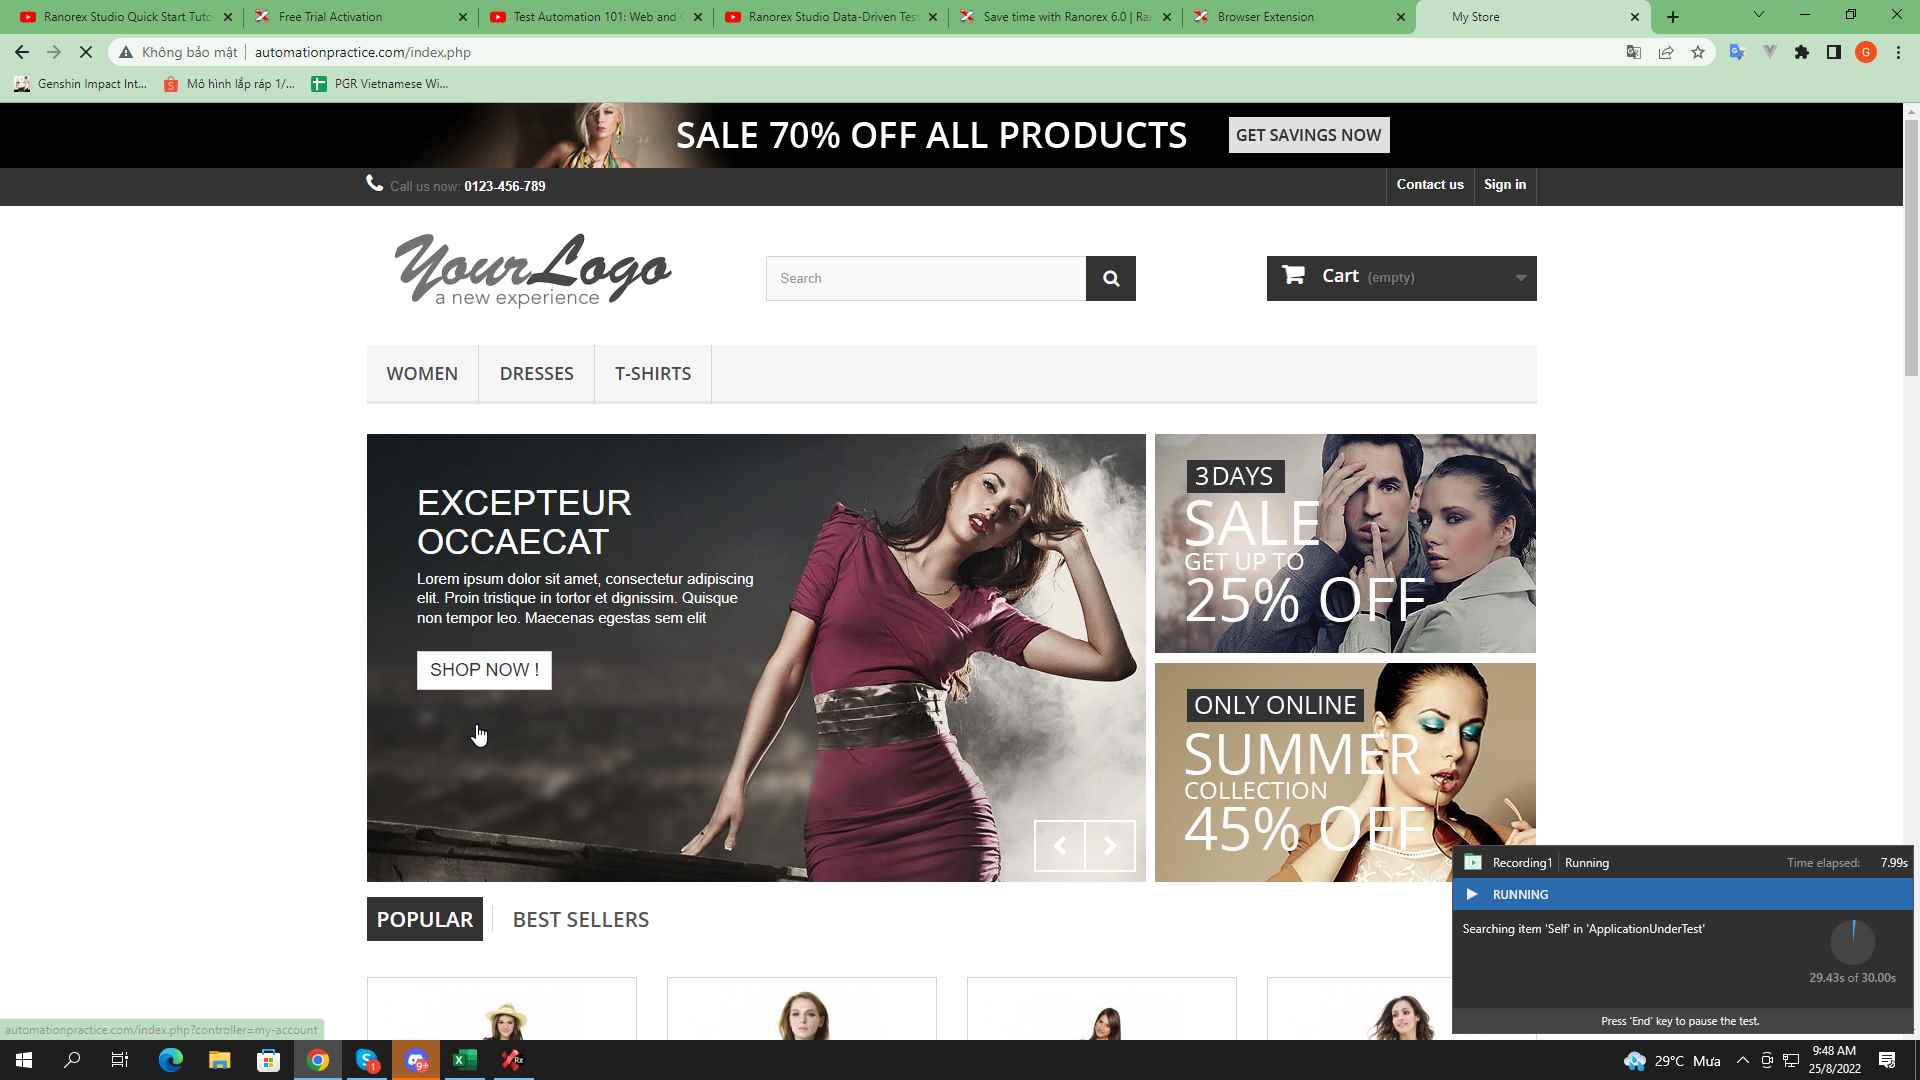 Ranorex Studio Quick Start Tuto
Free Trial Activation
Test Automation 101: Web and
Ranorex Studio Data-Driven Tes
Save time with Ranorex 6.0 | Ra
Browser Extension
My Store
Không bảo mật
automationpractice.com/index.php
G
Genshin Impact Int...
Mô hình lắp ráp 1/...
PGR Vietnamese Wi...
SALE 70% OFF ALL PRODUCTS
GET SAVINGS NOW
Call us now: 0123-456-789
Contact us
Sign in
Your Logo
a new experience
Search
Cart (empty)
WOMEN
DRESSES
T-SHIRTS
EXCEPTEUR
OCCAECAT
Lorem ipsum dolor sit amet, consectetur adipiscing
elit. Proin tristique in tortor et dignissim. Quisque
non tempor leo. Maecenas egestas sem elit
SHOP NOW !
3 DAYS
SALE
GET UP TO
25% OFF
ONLY ONLINE
SUMMER
COLLECTION
45% OFF
POPULAR
BEST SELLERS
Recording1
Running
Time elapsed: 7.99s
RUNNING
Searching item 'Self' in 'ApplicationUnderTest'
29.43s of 30.00s
Press 'End' key to pause the test.
automationpractice.com/index.php?controller=my-account
1
9+
Rx
29°C Mưa
9:48 AM
25/8/2022